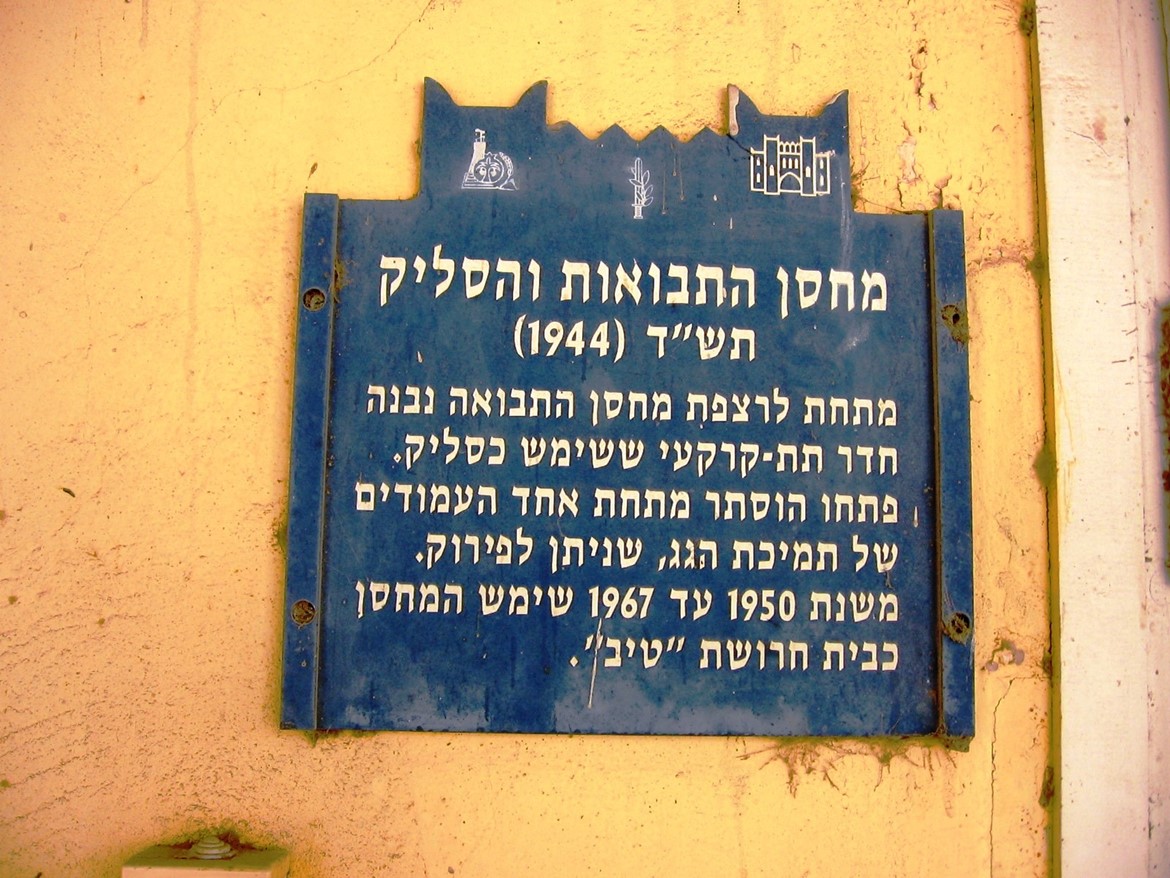 מחסן התבואות והסליק
תש״ד (1944)
מתחת לרצפת מחסן התבואה נבנה
חדר תת-קרקעי ששימש כסליק.
פתחו הוסתר מתחת אחד העמודים
של תמיכת הגג, שניתן לפירוק.
משנת 1950 עד 1967 שימש המחסן
כבית חרושת ״טיב״.